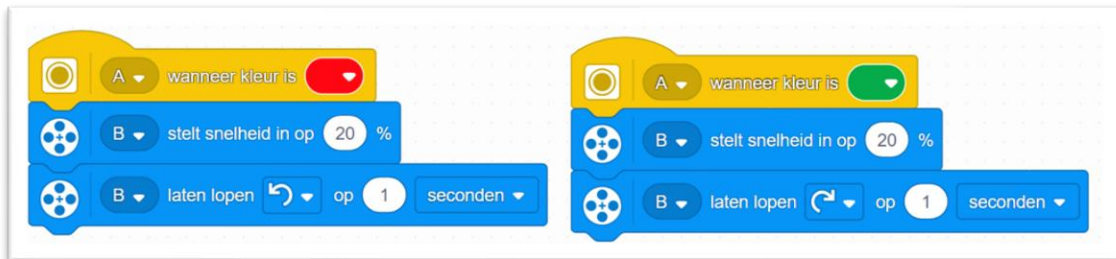 A wanneer kleur is
B stelt snelheid in op 20 %
B laten lopen op 1 seconden
A wanneer kleur is
B stelt snelheid in op 20 %
B laten lopen op 1 seconden